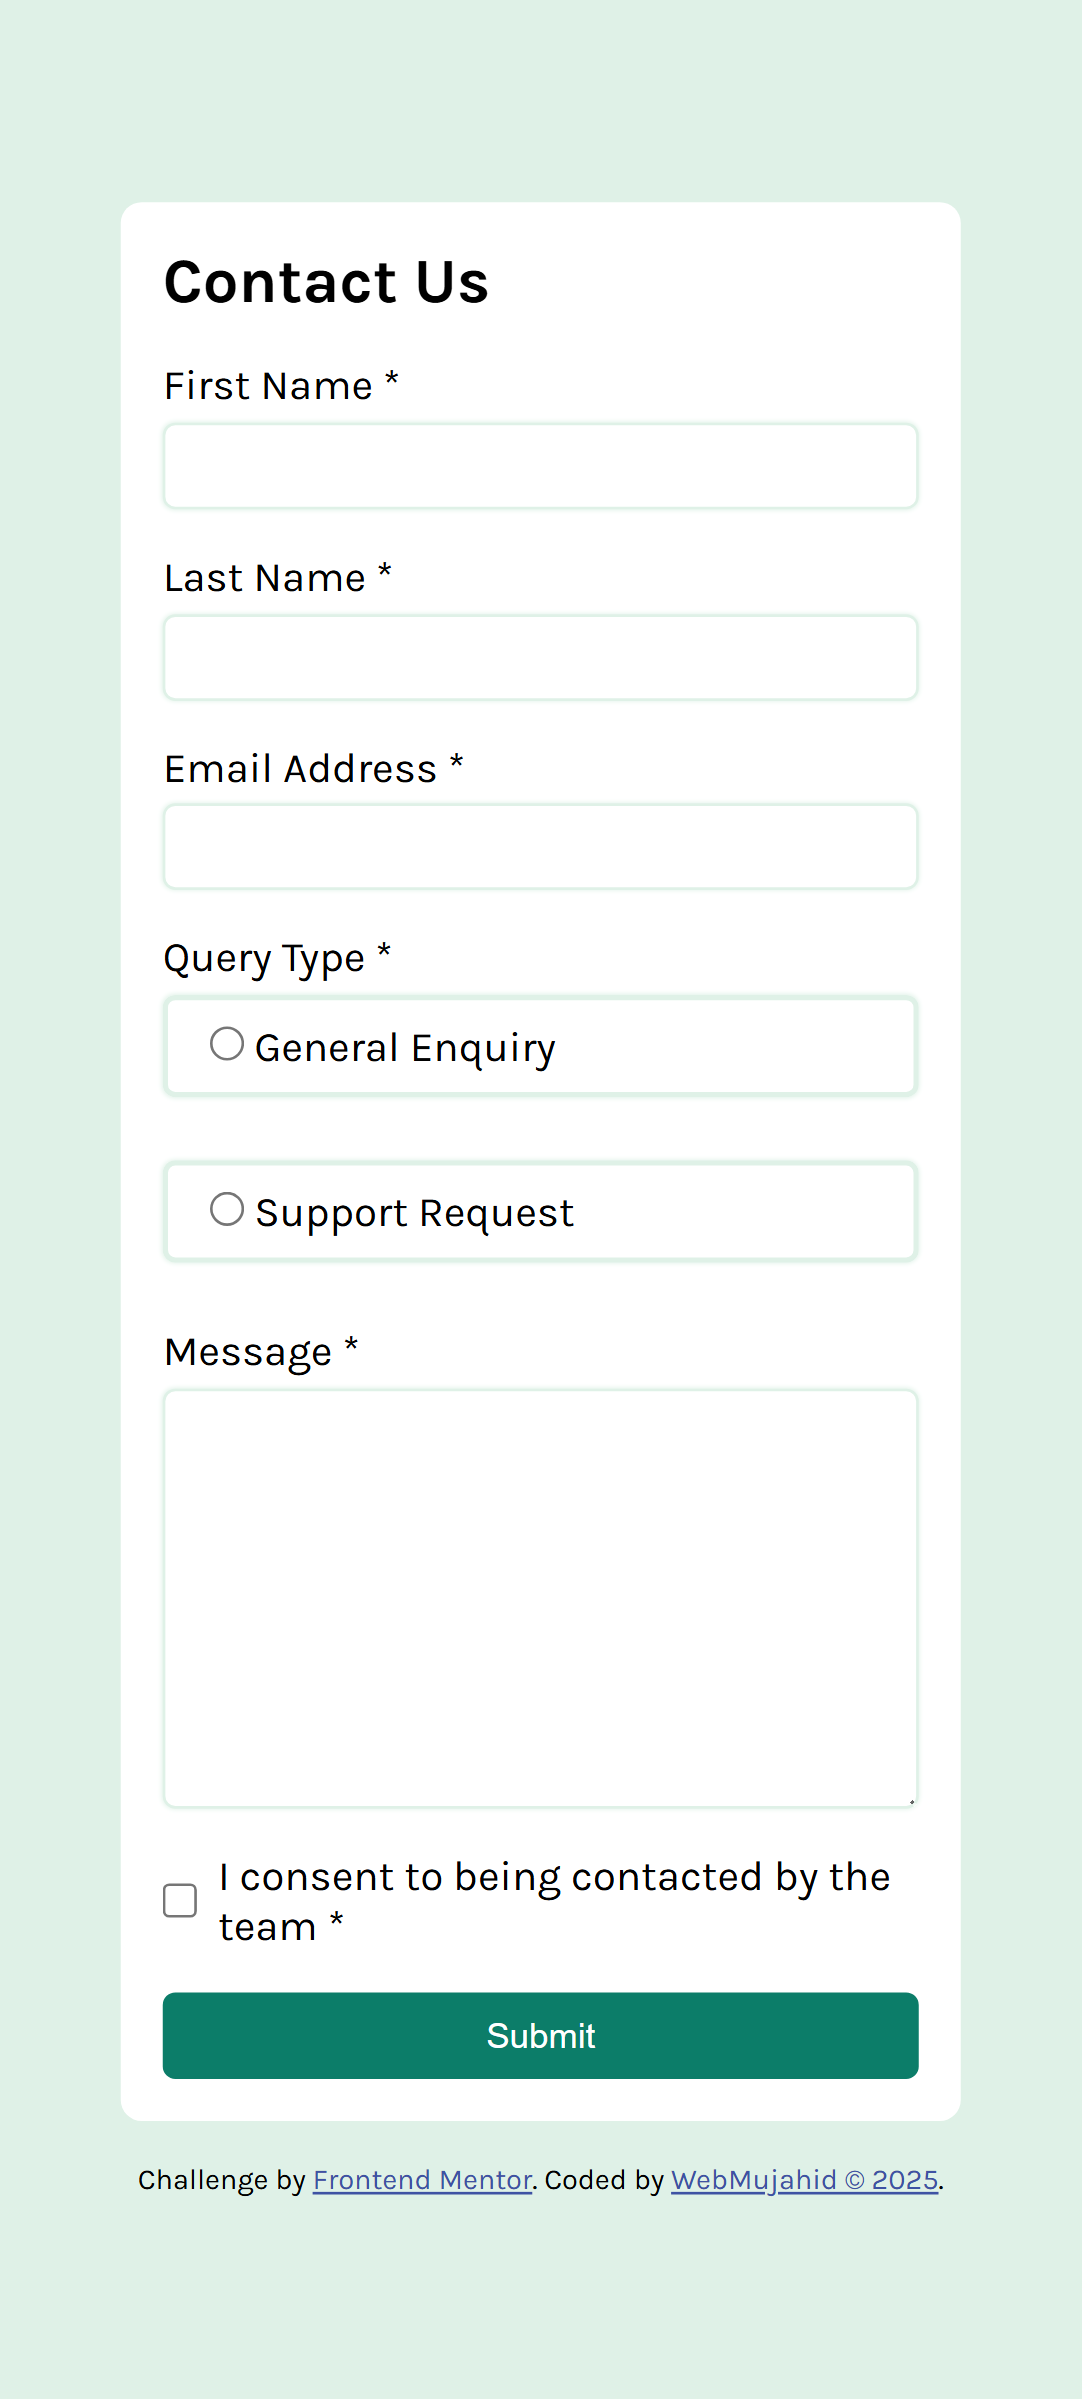 Contact Us
First Name *
Last Name *
Email Address *
Query Type *
General Enquiry
Support Request
Message *
I consent to being contacted by the
team *
Submit
Challenge by Frontend Mentor. Coded by WebMujahid © 2025.